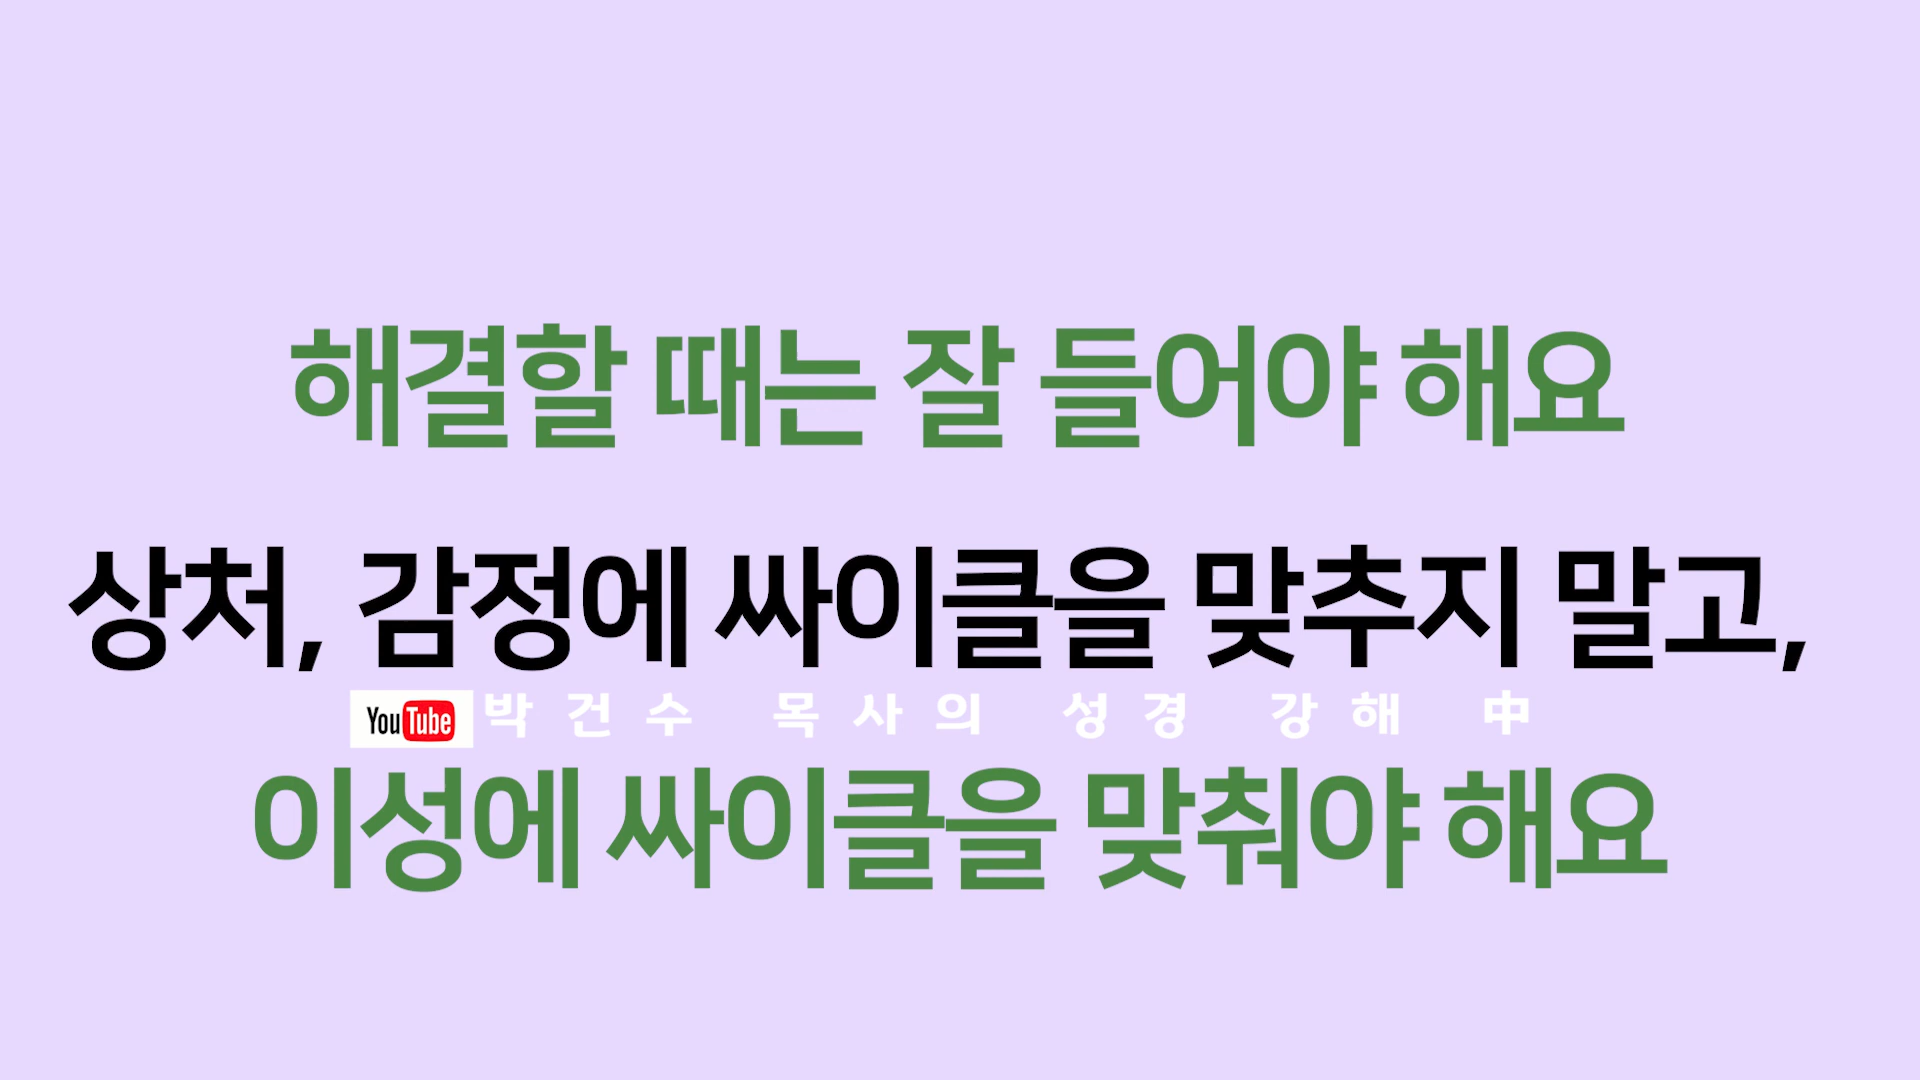 해결할 때는 잘 들어야 해요
상처, 감정에 싸이클을 맞추지 말고,
YouTube 박건수 목사의 성경 강해 中
이성에 싸이클을 맞춰야 해요